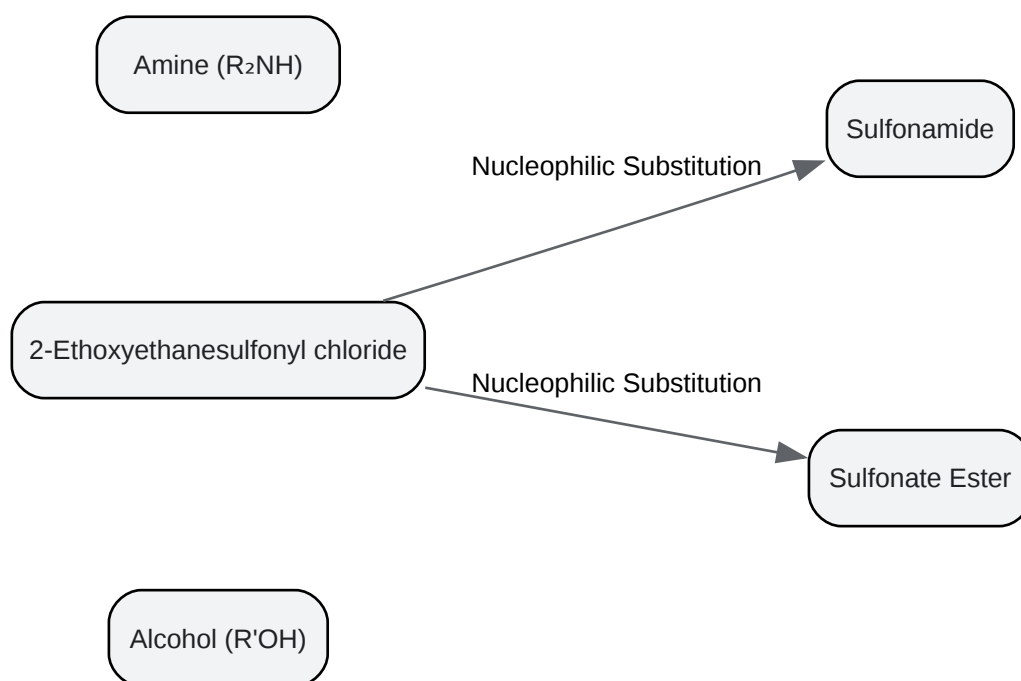 Amine (R₂NH)
Sulfonamide
Nucleophilic Substitution
2-Ethoxyethanesulfonyl chloride
Nucleophilic Substitution
Sulfonate Ester
Alcohol (R'OH)